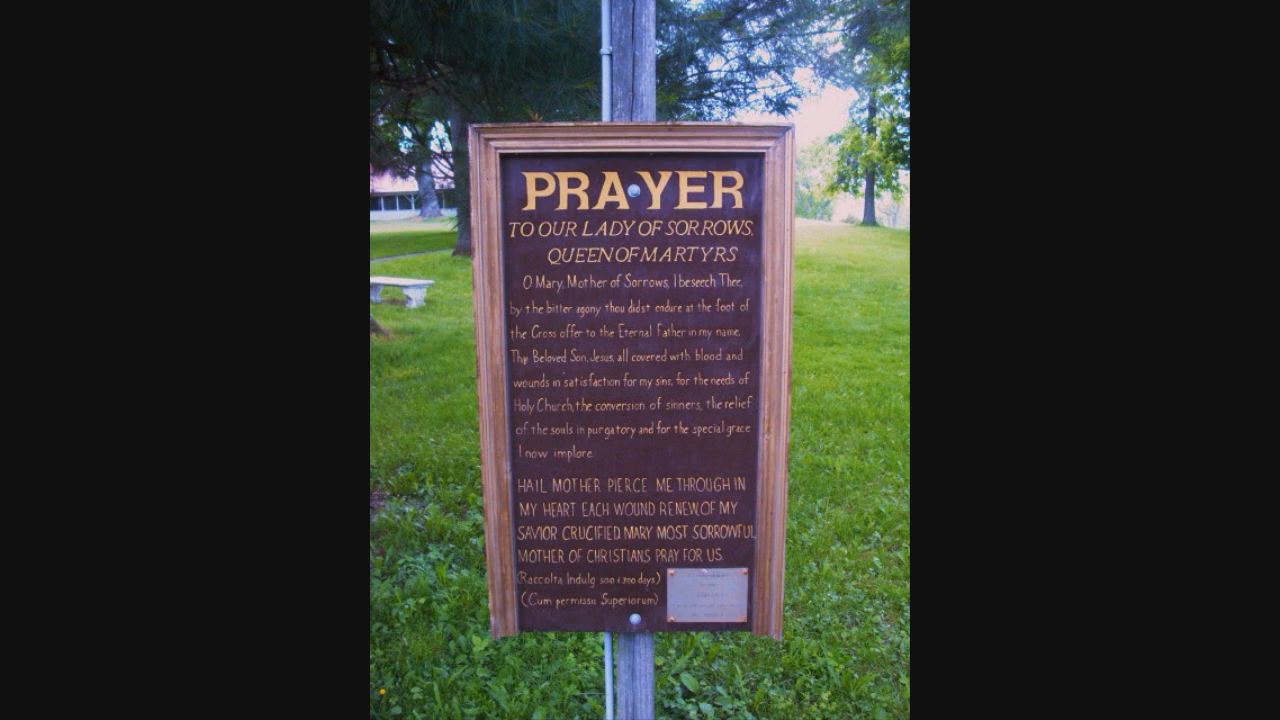 PRAYER
TO OUR LADY OF SORROWS,
QUEEN OF MARTYRS
O Mary, Mother of Sorrows, I beseech Thee,
by the bitter agony thou didst endure at the foot of
the Cross offer to the Eternal Father in my name,
Thy Beloved Son, Jesus, all covered with blood and
wounds in satisfaction for my sins, for the needs of
Holy Church, the conversion of sinners, the relief
of the souls in purgatory and for the special grace
I now implore.
HAIL MOTHER PIERCE ME THROUGH IN
MY HEART EACH WOUND RENEW, OF MY
SAVIOR CRUCIFIED. MARY MOST SORROWFUL
MOTHER OF CHRISTIANS PRAY FOR US.
(Raccolta Indulg 500 & 300 days)
(Cum permissu Superiorum)